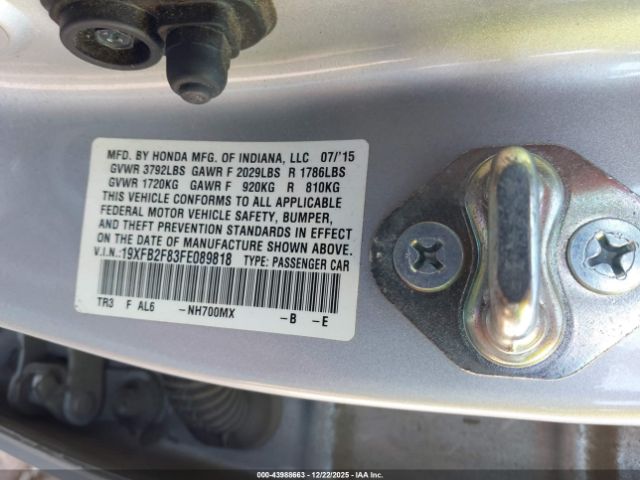 MFD. BY HONDA MFG. OF INDIANA, LLC 07/'15
GVWR 3792LBS GAWR F 2029LBS R 1786LBS
GVWR 1720KG GAWR F 920KG R 810KG
THIS VEHICLE CONFORMS TO ALL APPLICABLE
FEDERAL MOTOR VEHICLE SAFETY, BUMPER,
AND THEFT PREVENTION STANDARDS IN EFFECT
ON THE DATE OF MANUFACTURE SHOWN ABOVE.
V.I.N.:19XFB2F83FE089818 TYPE: PASSENGER CAR
TR3 F AL6 -NH700MX -B -E
000-43988663 - 12/22/2025 - IAAI.COM